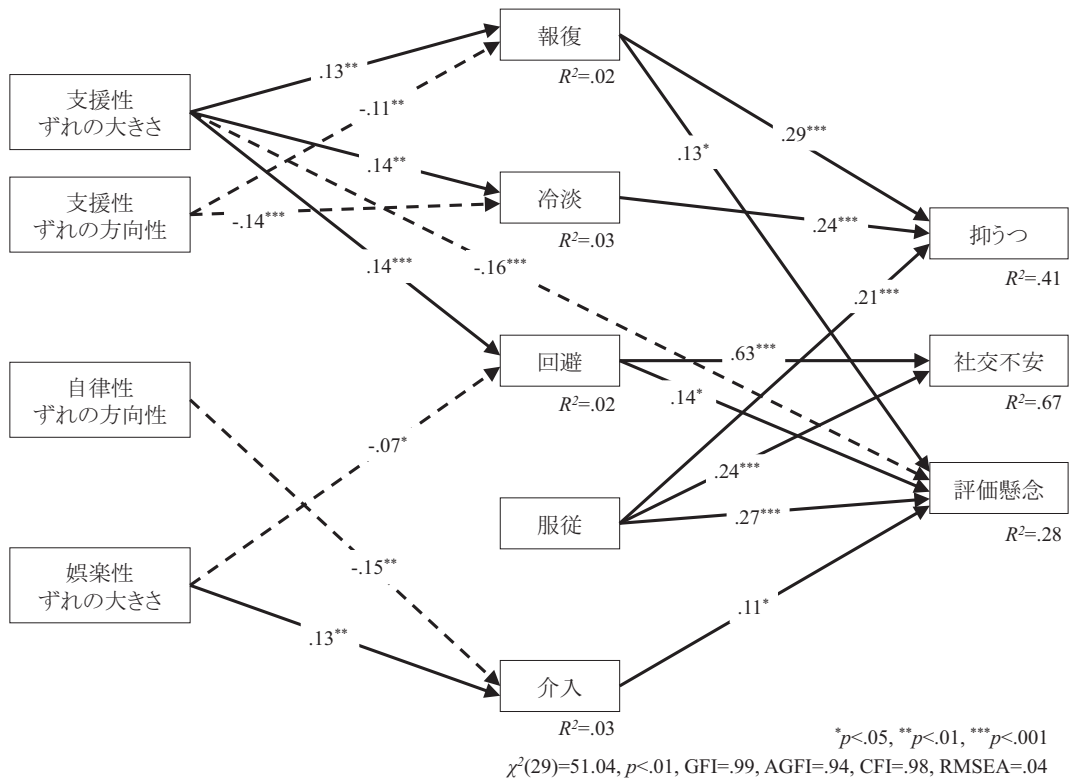 報復
R²=.02
支援性
ずれの大きさ
.13**
-.11**
.29***
.13*
.14**
支援性
ずれの方向性
冷淡
R²=.03
-.14***
.24***
抑うつ
R²=.41
.14***
-.16***
.21***
回避
R²=.02
.63***
社交不安
R²=.67
自律性
ずれの方向性
.14*
-.07*
.24***
評価懸念
R²=.28
服従
.27***
娯楽性
ずれの大きさ
-.15**
.13**
.11*
介入
R²=.03
*p<.05, **p<.01, ***p<.001
χ²(29)=51.04, p<.01, GFI=.99, AGFI=.94, CFI=.98, RMSEA=.04